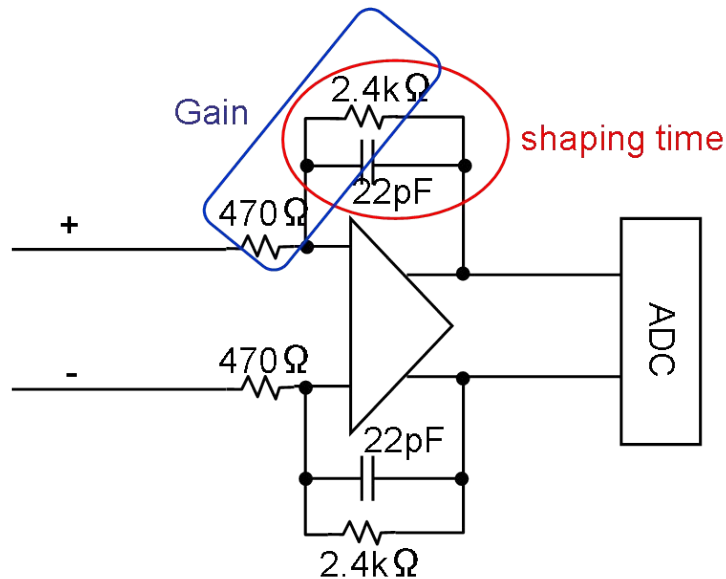 2.4kΩ
Gain
shaping time
22pF
470Ω
+
ADC
470Ω
-
22pF
2.4kΩ